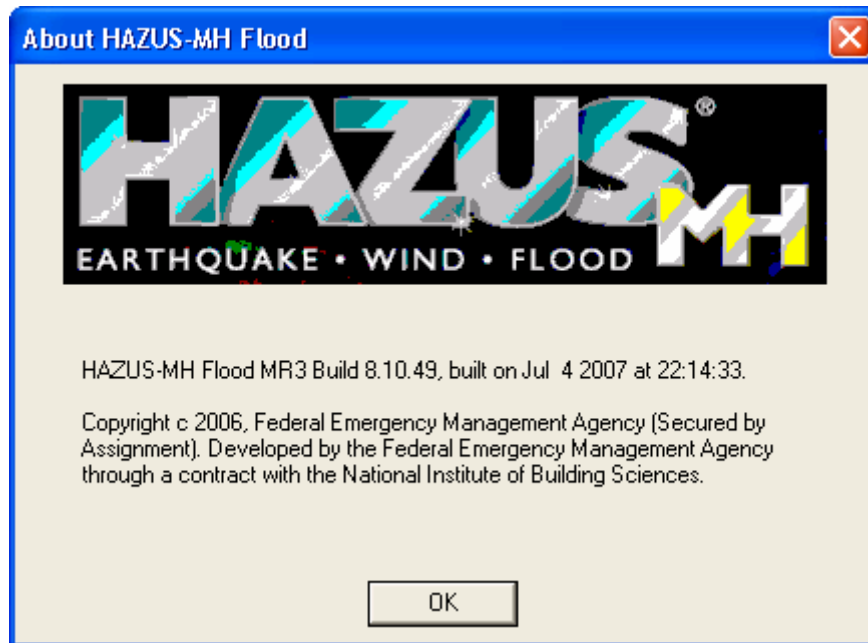 About HAZUS-MH Flood
HAZUS®
MH
EARTHQUAKE • WIND • FLOOD
HAZUS-MH Flood MR3 Build 8.10.49, built on Jul  4 2007 at 22:14:33.
Copyright c 2006, Federal Emergency Management Agency (Secured by
Assignment). Developed by the Federal Emergency Management Agency
through a contract with the National Institute of Building Sciences.
OK